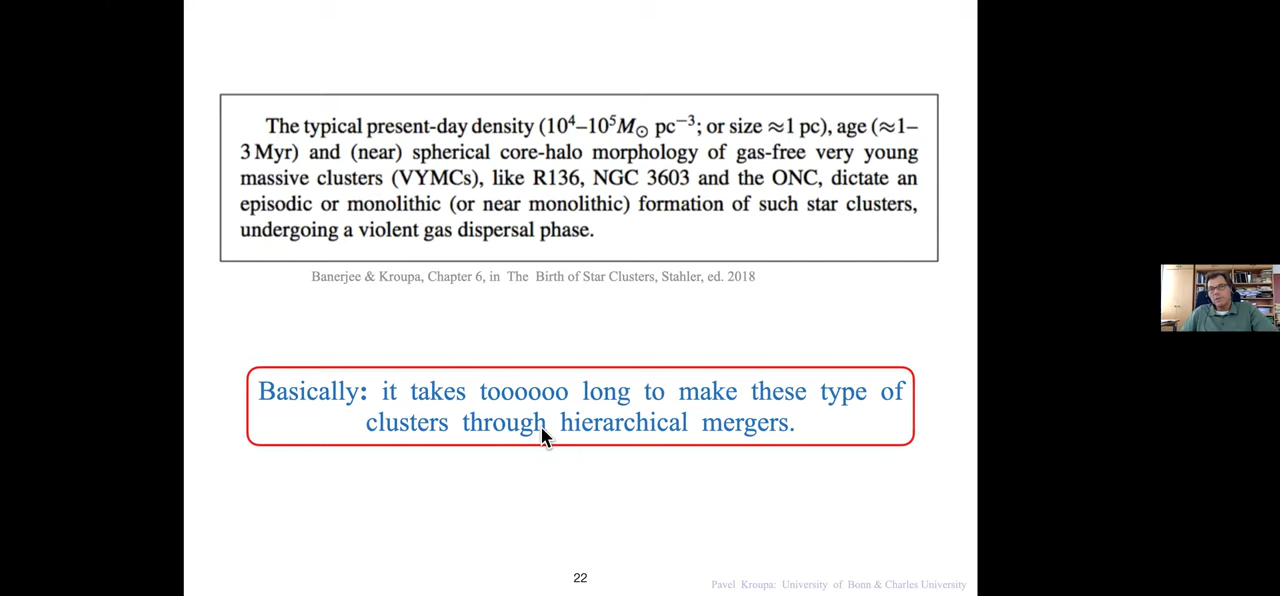 The typical present-day density (10⁴–10⁵M⊙ pc⁻³; or size ≈1 pc), age (≈1–
3 Myr) and (near) spherical core-halo morphology of gas-free very young
massive clusters (VYMCs), like R136, NGC 3603 and the ONC, dictate an
episodic or monolithic (or near monolithic) formation of such star clusters,
undergoing a violent gas dispersal phase.
Banerjee & Kroupa, Chapter 6, in The Birth of Star Clusters, Stahler, ed. 2018
Basically: it takes toooooo long to make these type of
clusters through hierarchical mergers.
22
Pavel Kroupa: University of Bonn & Charles University